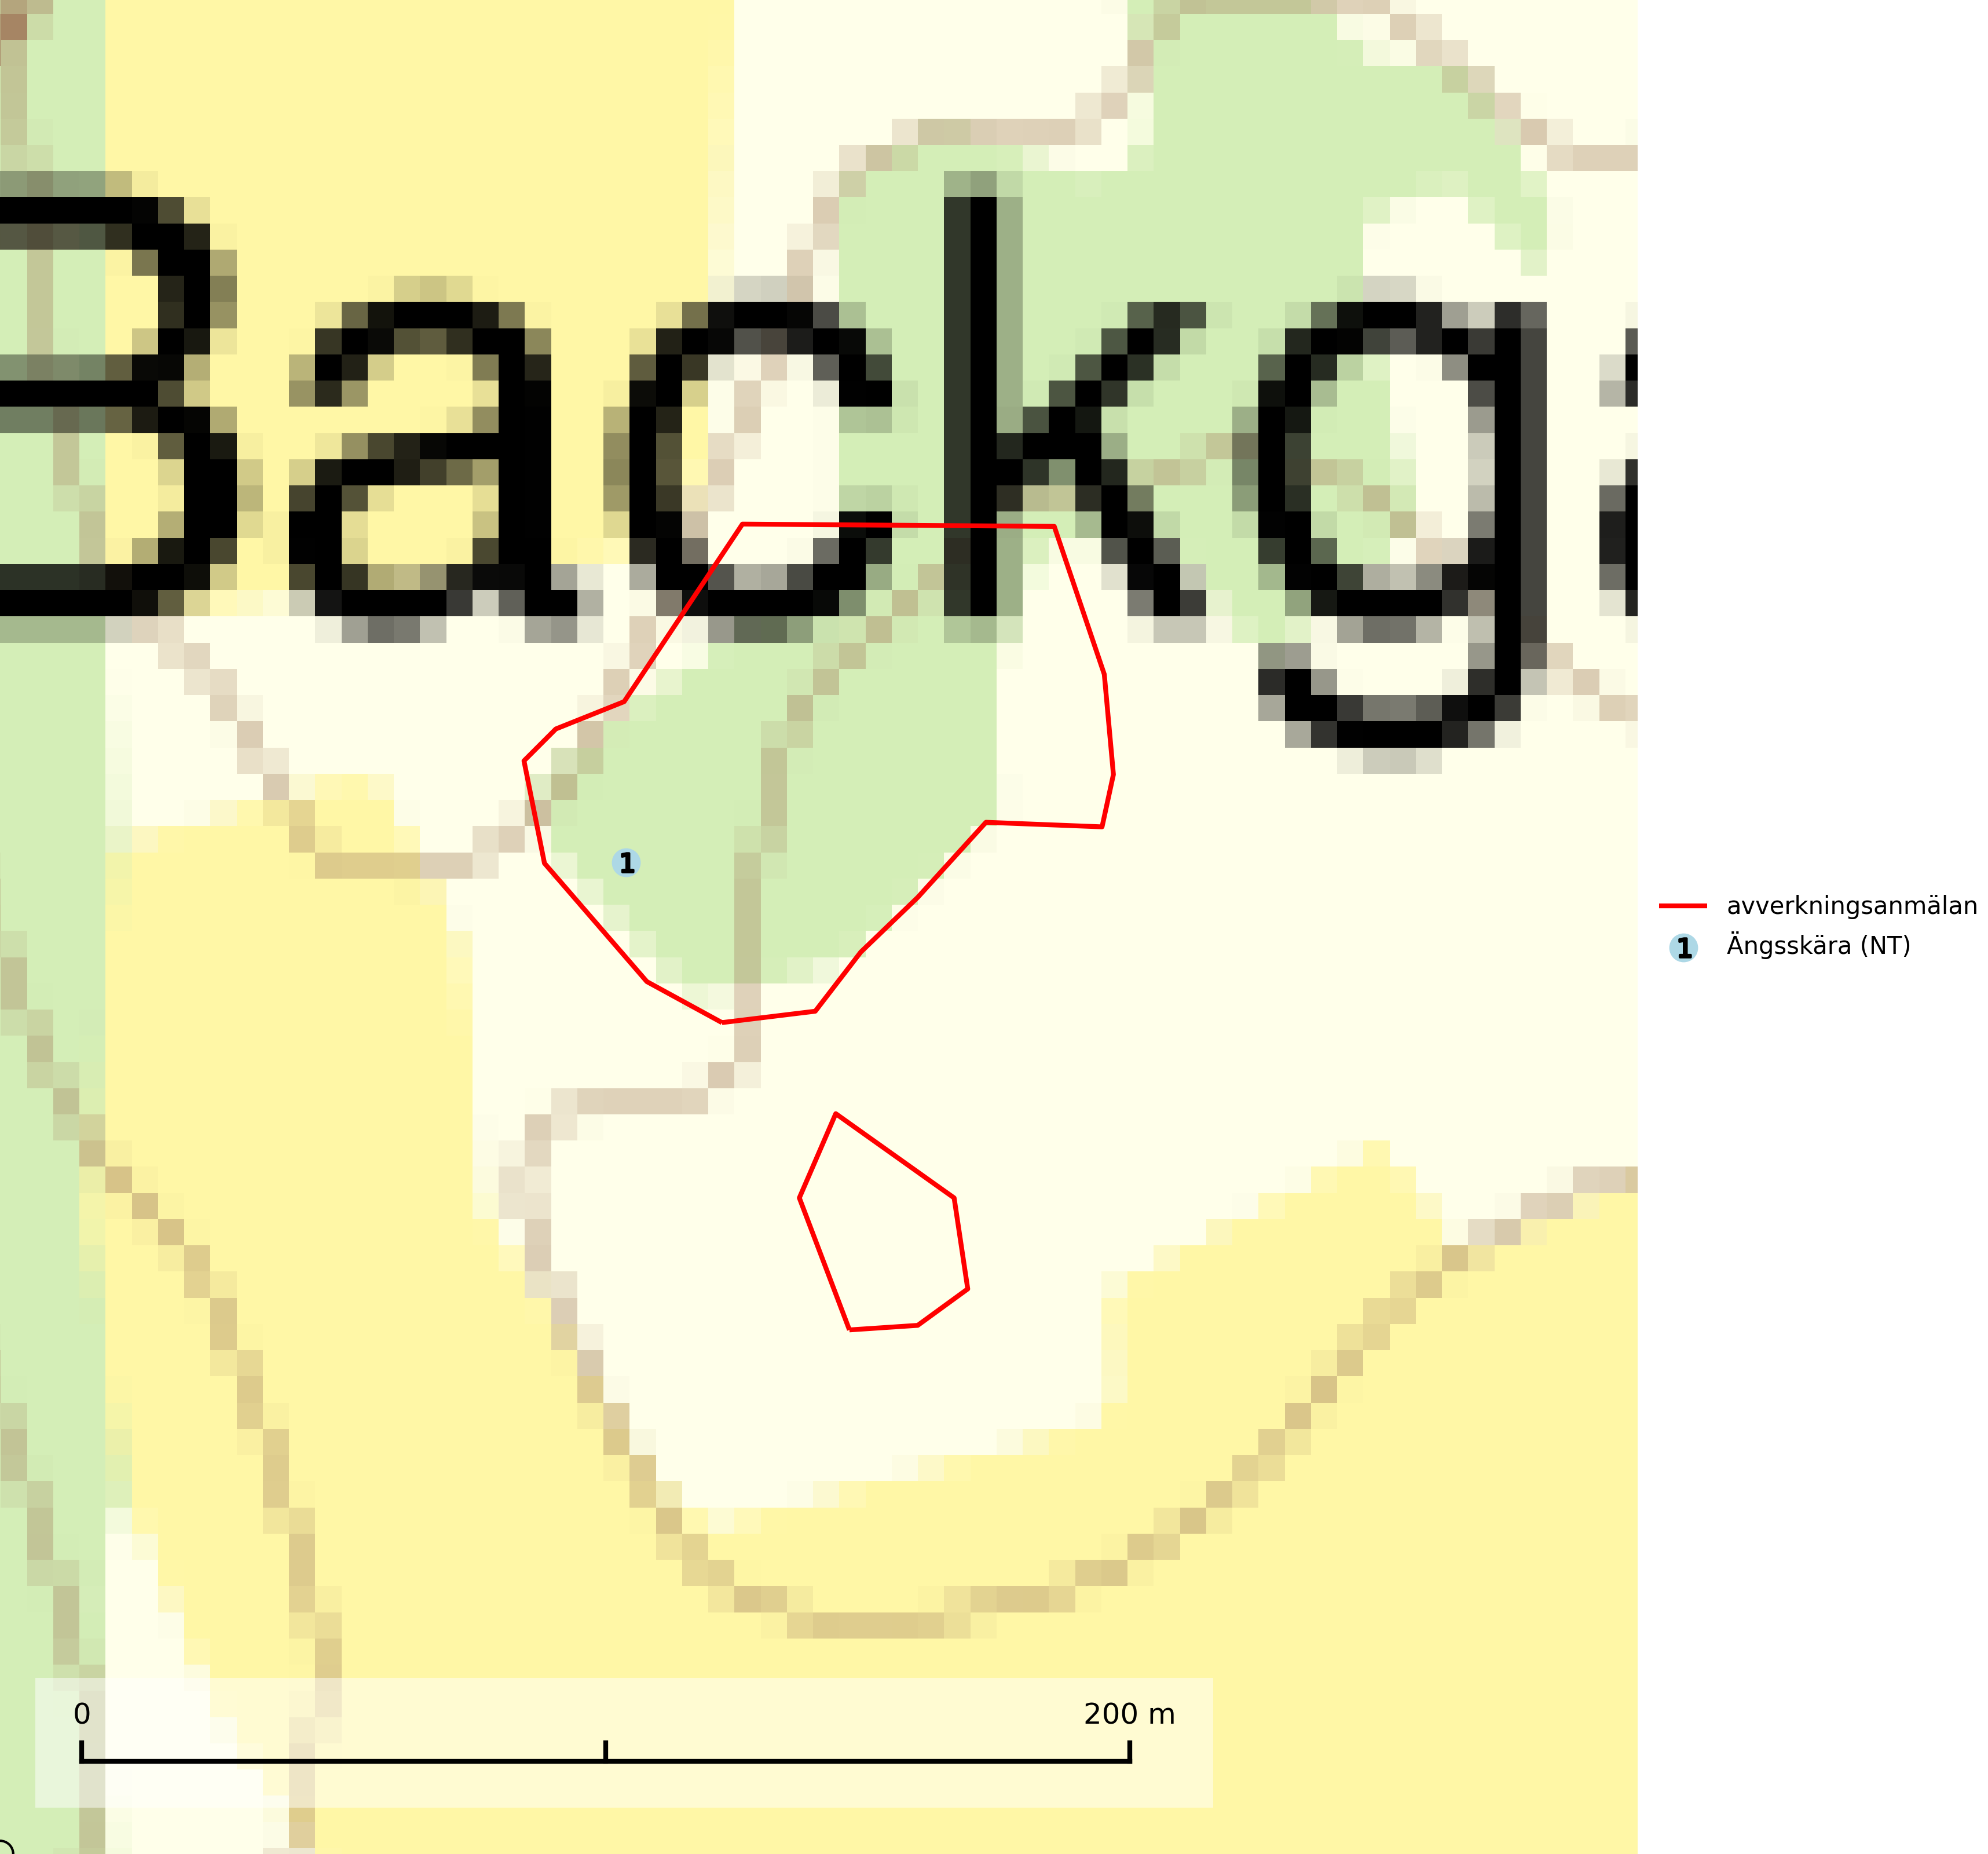 Backg
1
avverkningsanmälan
1 Ängsskära (NT)
0 200 m